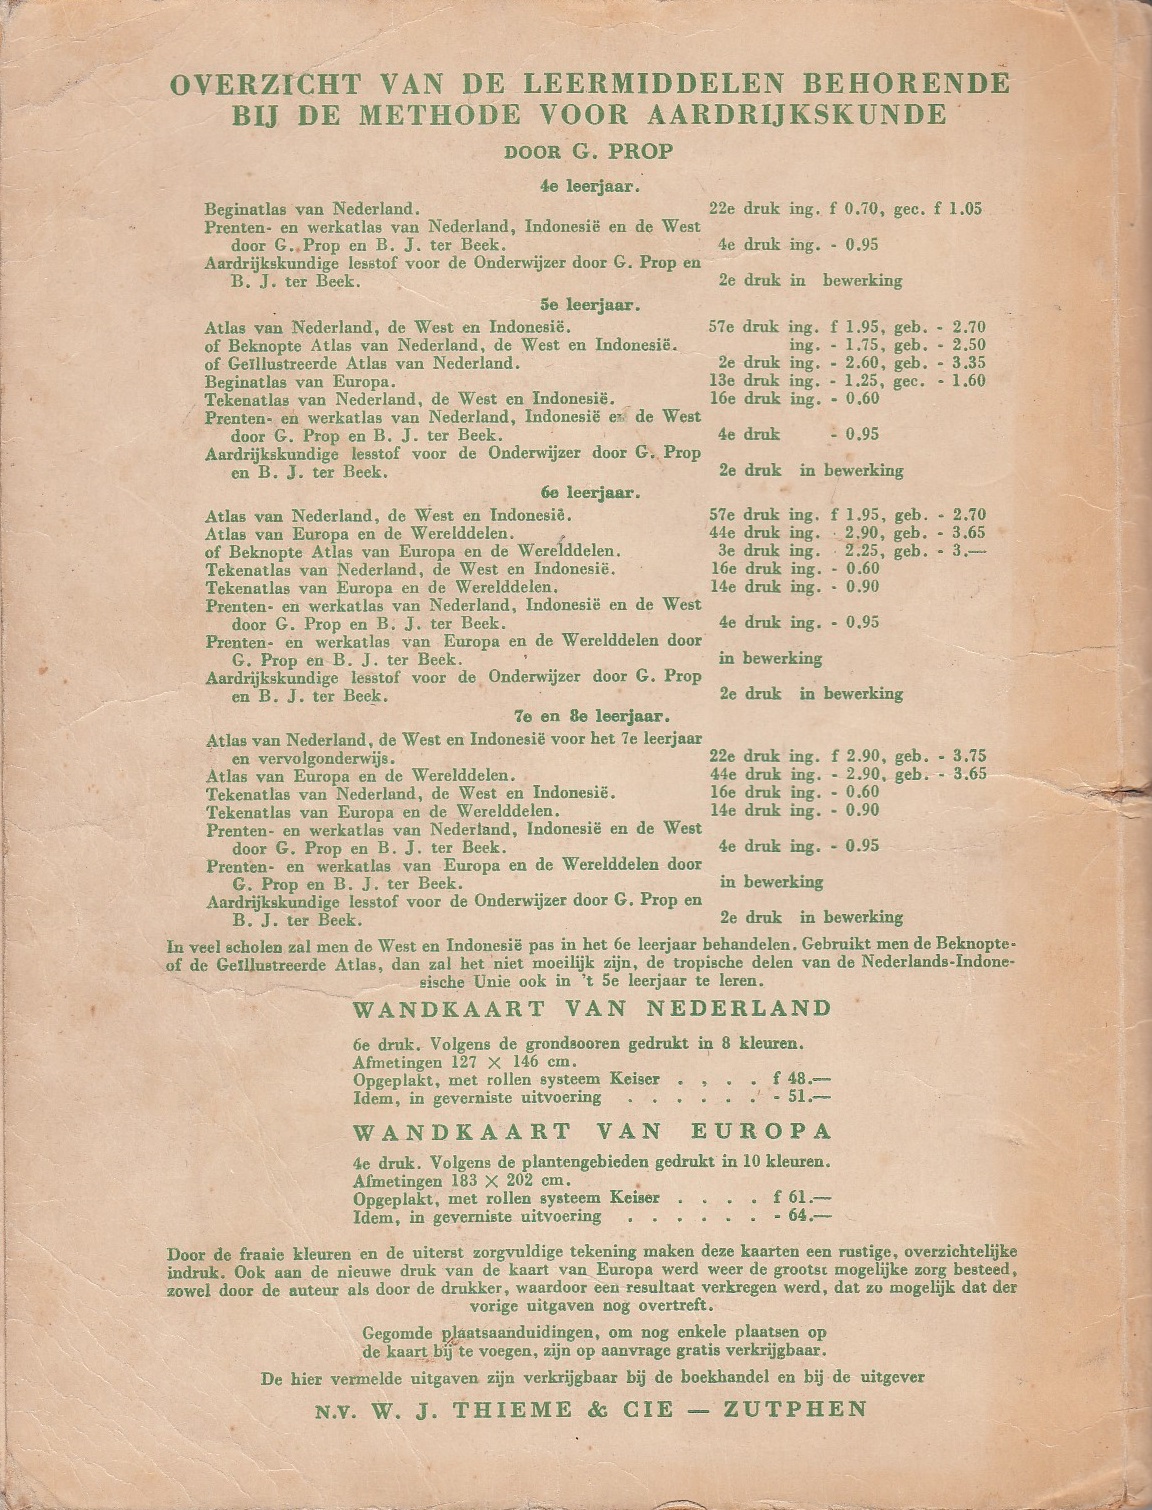 OVERZICHT VAN DE LEERMIDDELEN BEHORENDE
BIJ DE METHODE VOOR AARDRIJKSKUNDE
DOOR G. PROP
4e leerjaar.
Beginatlas van Nederland. 22e druk ing. f 0.70, gec. f 1.05
Prenten- en werkatlas van Nederland, Indonesië en de West
door G. Prop en B. J. ter Beek. 4e druk ing. - 0.95
Aardrijkskundige lesstof voor de Onderwijzer door G. Prop en
B. J. ter Beek. 2e druk in bewerking
5e leerjaar.
Atlas van Nederland, de West en Indonesië. 57e druk ing. f 1.95, geb. - 2.70
of Beknopte Atlas van Nederland, de West en Indonesië. ing. - 1.75, geb. - 2.50
of Geïllustreerde Atlas van Nederland. 2e druk ing. - 2.60, geb. - 3.35
Beginatlas van Europa. 13e druk ing. - 1.25, gec. - 1.60
Tekenatlas van Nederland, de West en Indonesië. 16e druk ing. - 0.60
Prenten- en werkatlas van Nederland, Indonesië en de West
door G. Prop en B. J. ter Beek. 4e druk - 0.95
Aardrijkskundige lesstof voor de Onderwijzer door G. Prop
en B. J. ter Beek. 2e druk in bewerking
6e leerjaar.
Atlas van Nederland, de West en Indonesië. 57e druk ing. f 1.95, geb. - 2.70
Atlas van Europa en de Werelddelen. 44e druk ing. - 2.90, geb. - 3.65
of Beknopte Atlas van Europa en de Werelddelen. 3e druk ing. - 2.25, geb. - 3.—
Tekenatlas van Nederland, de West en Indonesië. 16e druk ing. - 0.60
Tekenatlas van Europa en de Werelddelen. 14e druk ing. - 0.90
Prenten- en werkatlas van Nederland, Indonesië en de West
door G. Prop en B. J. ter Beek. 4e druk ing. - 0.95
Prenten- en werkatlas van Europa en de Werelddelen door
G. Prop en B. J. ter Beek. in bewerking
Aardrijkskundige lesstof voor de Onderwijzer door G. Prop
en B. J. ter Beek. 2e druk in bewerking
7e en 8e leerjaar.
Atlas van Nederland, de West en Indonesië voor het 7e leerjaar
en vervolgonderwijs. 22e druk ing. f 2.90, geb. - 3.75
Atlas van Europa en de Werelddelen. 44e druk ing. - 2.90, geb. - 3.65
Tekenatlas van Nederland, de West en Indonesië. 16e druk ing. - 0.60
Tekenatlas van Europa en de Werelddelen. 14e druk ing. - 0.90
Prenten- en werkatlas van Nederland, Indonesië en de West
door G. Prop en B. J. ter Beek. 4e druk ing. - 0.95
Prenten- en werkatlas van Europa en de Werelddelen door
G. Prop en B. J. ter Beek. in bewerking
Aardrijkskundige lesstof voor de Onderwijzer door G. Prop en
B. J. ter Beek. 2e druk in bewerking
In veel scholen zal men de West en Indonesië pas in het 6e leerjaar behandelen. Gebruikt men de Beknopte-
of de Geïllustreerde Atlas, dan zal het niet moeilijk zijn, de tropische delen van de Nederlands-Indone-
sische Unie ook in 't 5e leerjaar te leren.
WANDKAART VAN NEDERLAND
6e druk. Volgens de grondsooren gedrukt in 8 kleuren.
Afmetingen 127 × 146 cm.
Opgeplakt, met rollen systeem Keiser . , . . f 48.—
Idem, in geverniste uitvoering . . . . . . - 51.—
WANDKAART VAN EUROPA
4e druk. Volgens de plantengebieden gedrukt in 10 kleuren.
Afmetingen 183 × 202 cm.
Opgeplakt, met rollen systeem Keiser . . . . f 61.—
Idem, in geverniste uitvoering . . . . . . - 64.—
Door de fraaie kleuren en de uiterst zorgvuldige tekening maken deze kaarten een rustige, overzichtelijke
indruk. Ook aan de nieuwe druk van de kaart van Europa werd weer de grootst mogelijke zorg besteed,
zowel door de auteur als door de drukker, waardoor een resultaat verkregen werd, dat zo mogelijk dat der
vorige uitgaven nog overtreft.
Gegomde plaatsaanduidingen, om nog enkele plaatsen op
de kaart bij te voegen, zijn op aanvrage gratis verkrijgbaar.
De hier vermelde uitgaven zijn verkrijgbaar bij de boekhandel en bij de uitgever
N.V. W. J. THIEME & CIE — ZUTPHEN